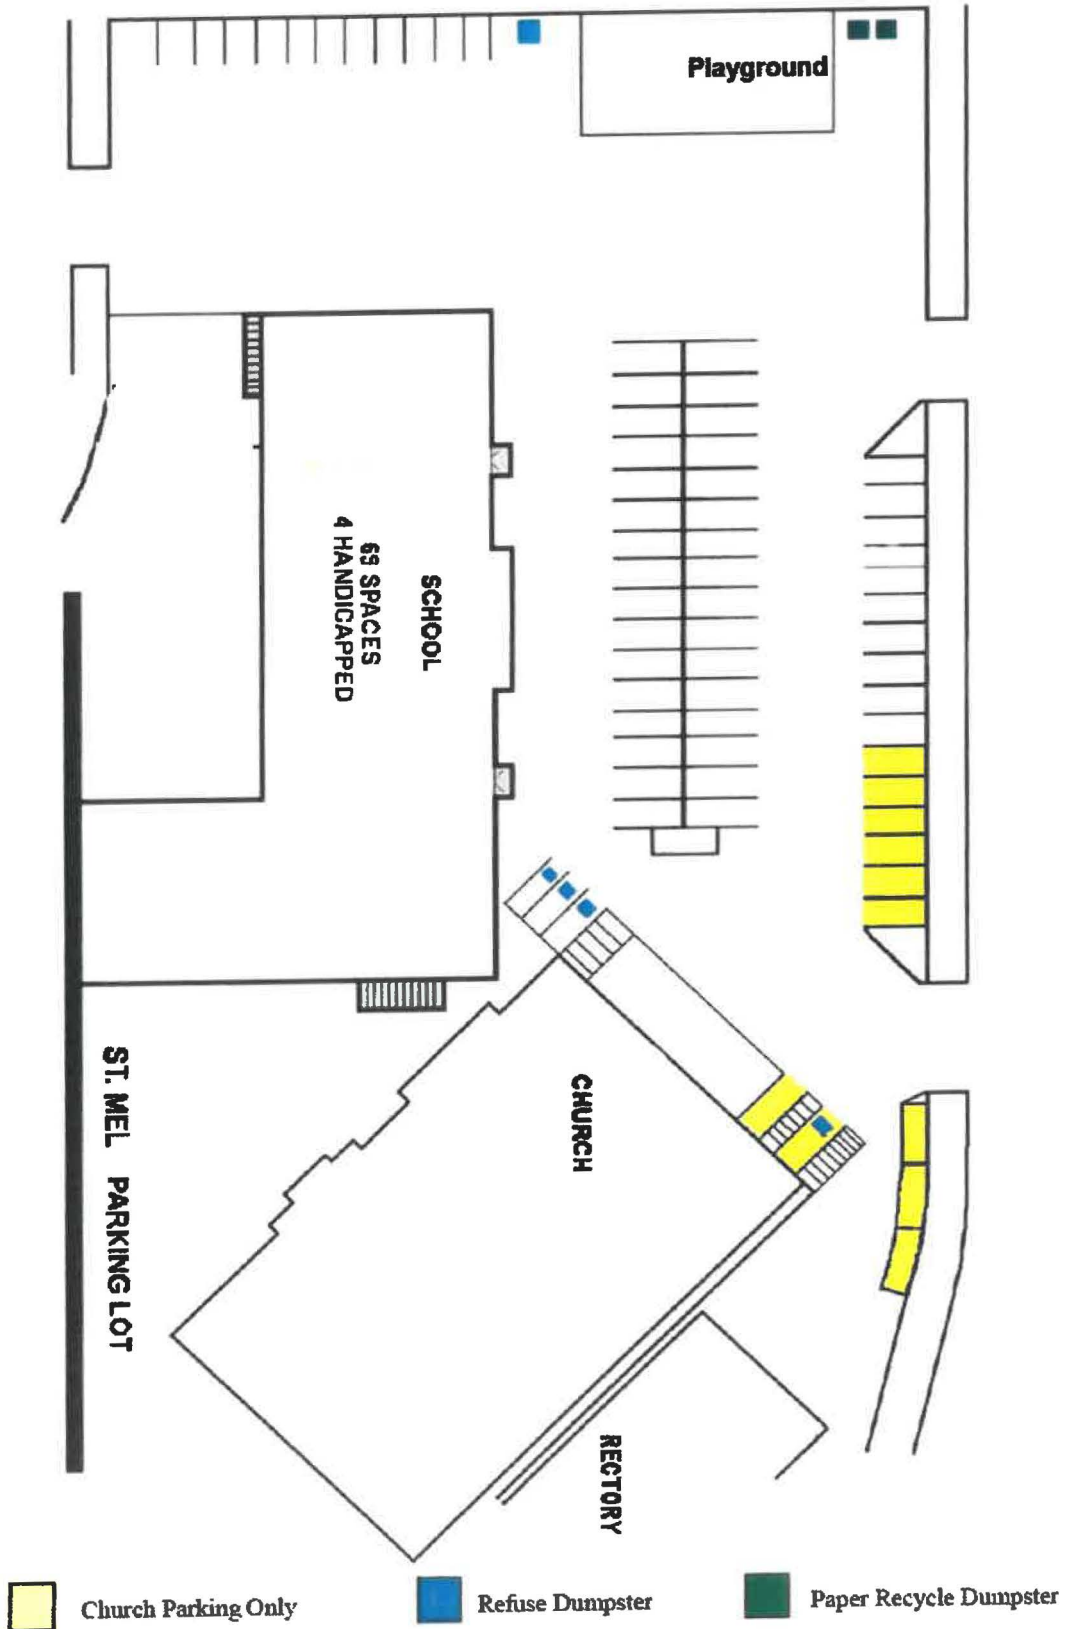 Playground
SCHOOL
69 SPACES
4 HANDICAPPED
CHURCH
ST. MEL PARKING LOT
RECTORY
Church Parking Only
Refuse Dumpster
Paper Recycle Dumpster